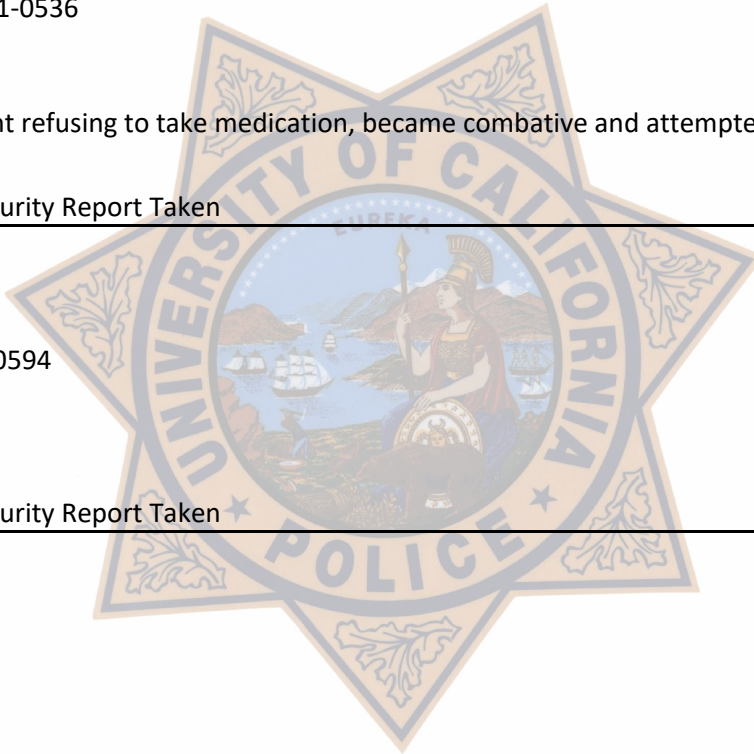 1-0536
nt refusing to take medication, became combative and attempte
urity Report Taken
UNIVERSITY OF CALIFORNIA
EUREKA
0594
urity Report Taken
POLICE